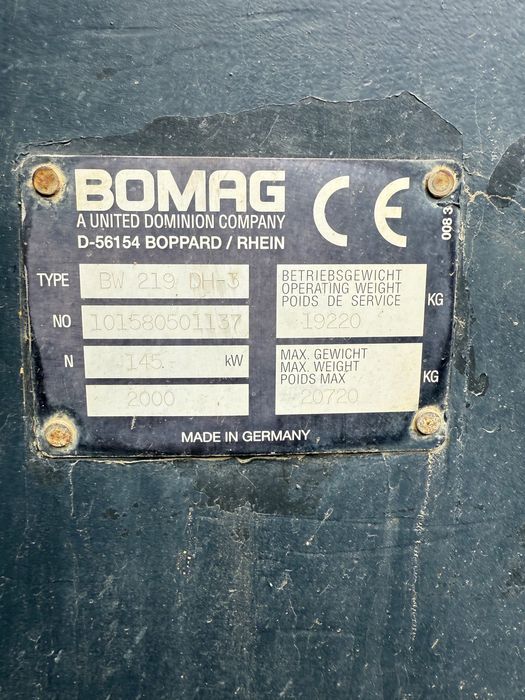 BOMAG
A UNITED DOMINION COMPANY
D-56154 BOPPARD / RHEIN
CE
008 3
TYPE BW 219 DH-3
NO 101580501137
N 145 kW
2000
BETRIEBSGEWICHT
OPERATING WEIGHT
POIDS DE SERVICE
19220 KG
MAX. GEWICHT
MAX. WEIGHT
POIDS MAX
20720 KG
MADE IN GERMANY